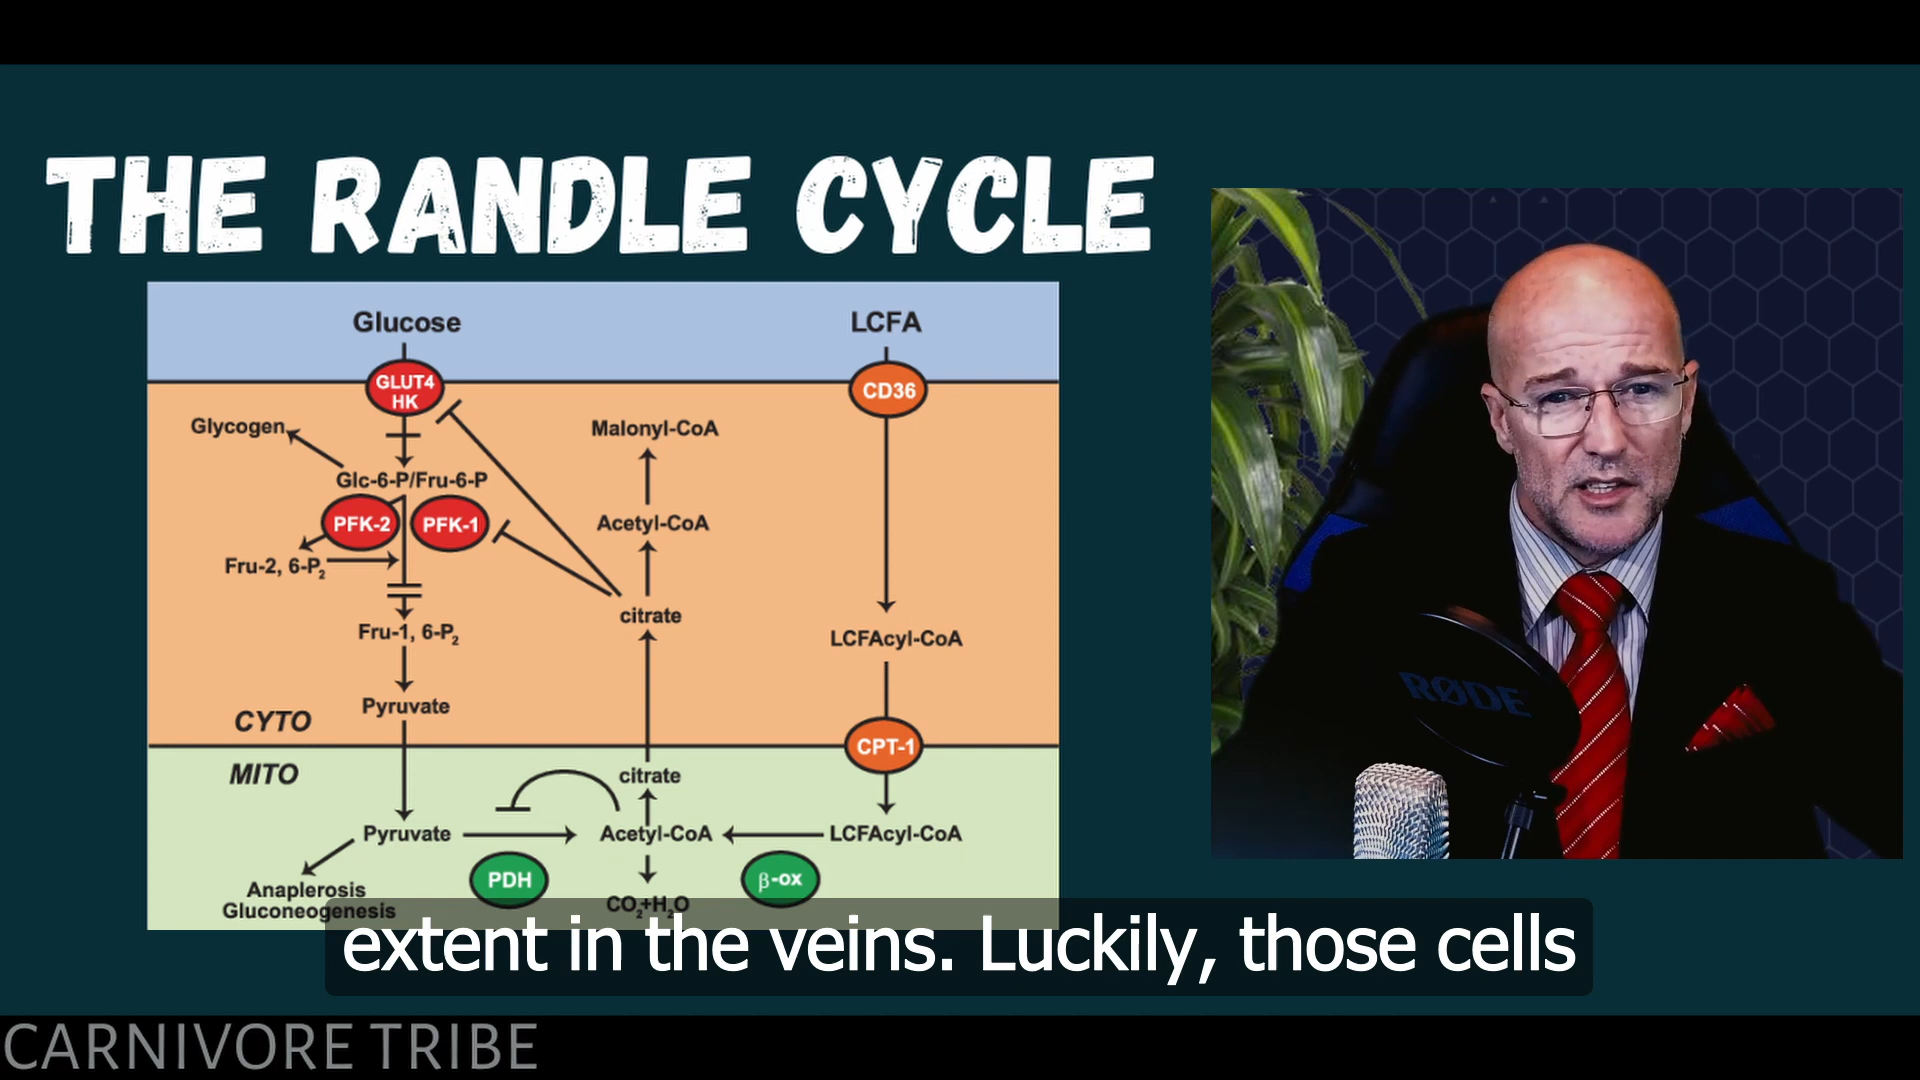 THE RANDLE CYCLE
Glucose
LCFA
GLUT4
HK
CD36
Glycogen
Malonyl-CoA
Glc-6-P/Fru-6-P
PFK-2
PFK-1
Acetyl-CoA
Fru-2, 6-P₂
citrate
Fru-1, 6-P₂
LCFAcyl-CoA
Pyruvate
CYTO
CPT-1
MITO
citrate
Pyruvate
Acetyl-CoA
LCFAcyl-CoA
PDH
β-ox
Anaplerosis
Gluconeogenesis
CO₂+H₂O
RØDE
extent in the veins. Luckily, those cells
CARNIVORE TRIBE